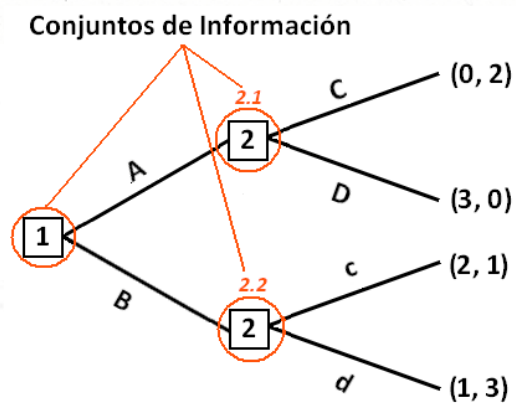 Conjuntos de Información
2.1
C
(0, 2)
2
A
D
(3, 0)
1
2.2
c
(2, 1)
B
2
d
(1, 3)